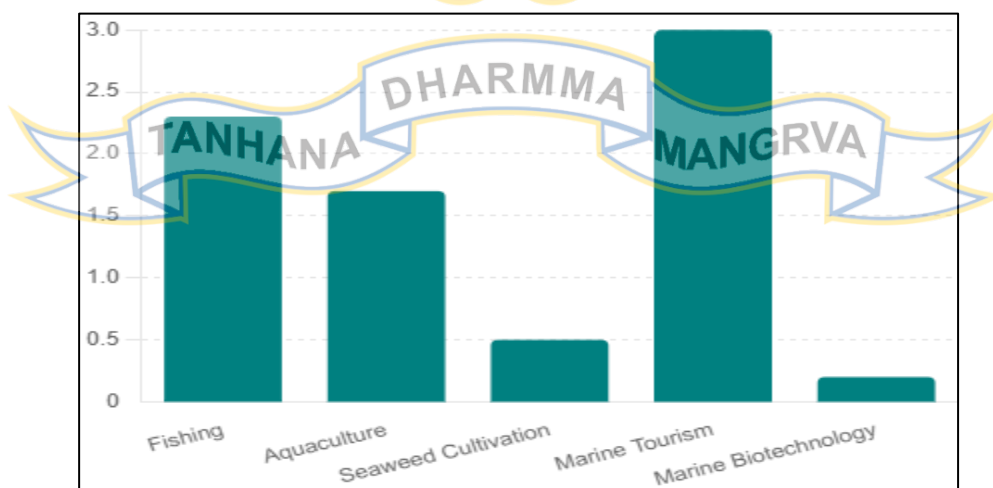 3.0
2.5
2.0
1.5
1.0
0.5
0
TANHANA
DHARMMA
MANGRVA
Fishing
Aquaculture
Seaweed Cultivation
Marine Tourism
Marine Biotechnology